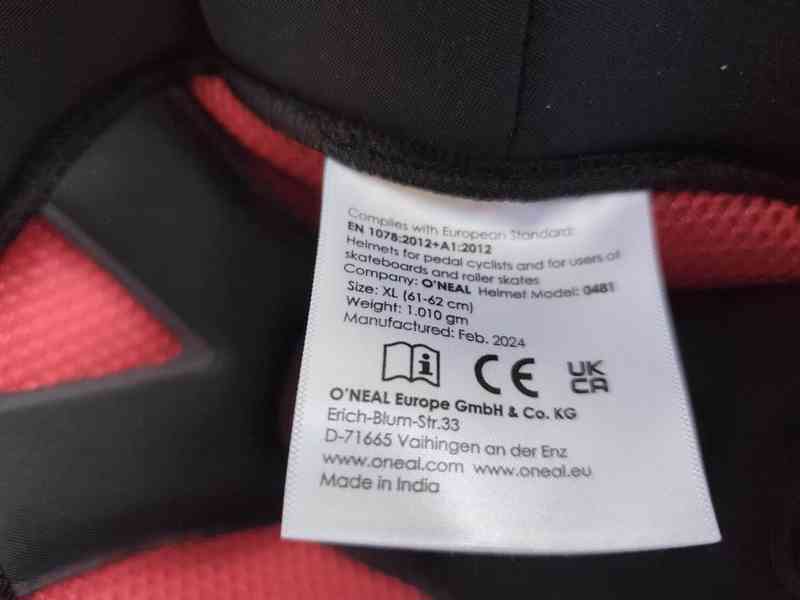 Complies with European Standard:
EN 1078:2012+A1:2012
Helmets for pedal cyclists and for users of
skateboards and roller skates
Company: O'NEAL Helmet Model: 0481
Size: XL (61-62 cm)
Weight: 1.010 gm
Manufactured: Feb. 2024
i CE UK
CA
O'NEAL Europe GmbH & Co. KG
Erich-Blum-Str.33
D-71665 Vaihingen an der Enz
www.oneal.com www.oneal.eu
Made in India